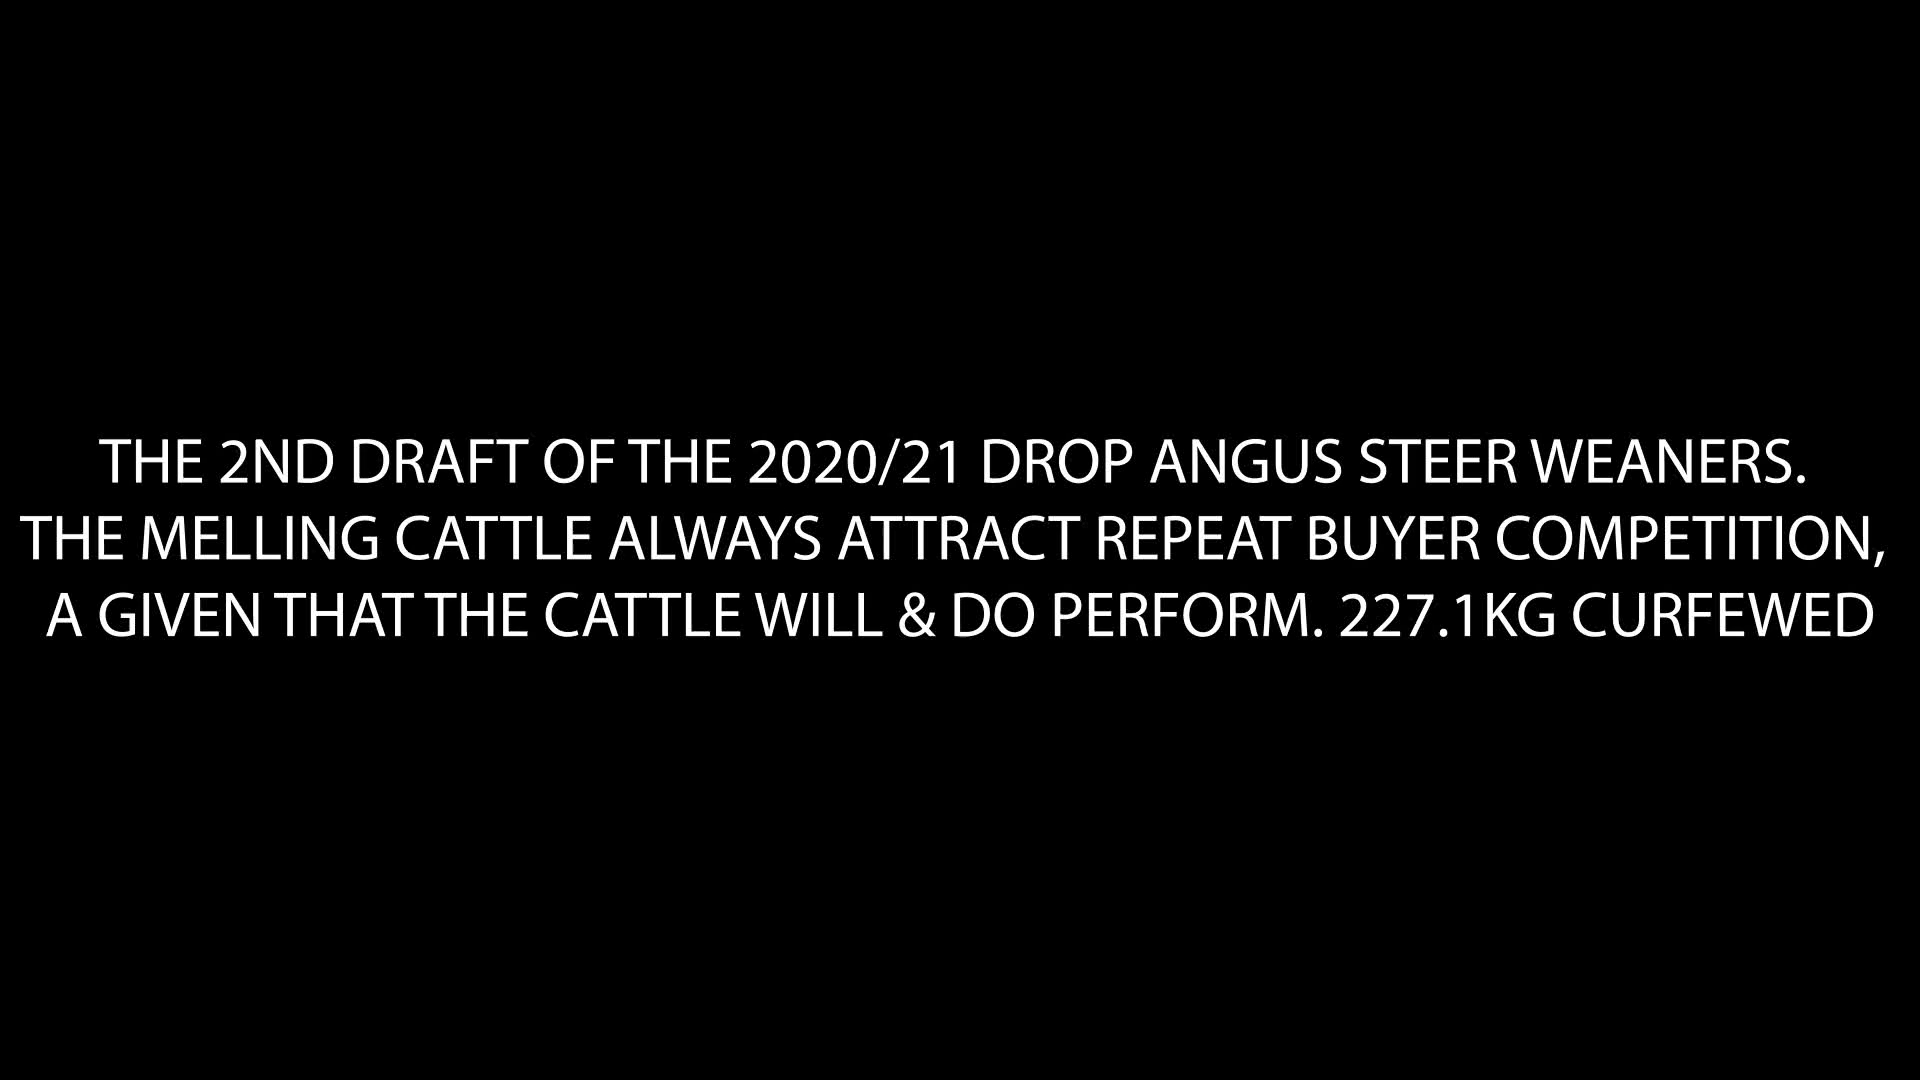 THE 2ND DRAFT OF THE 2020/21 DROP ANGUS STEER WEANERS.
THE MELLING CATTLE ALWAYS ATTRACT REPEAT BUYER COMPETITION,
A GIVEN THAT THE CATTLE WILL & DO PERFORM. 227.1KG CURFEWED